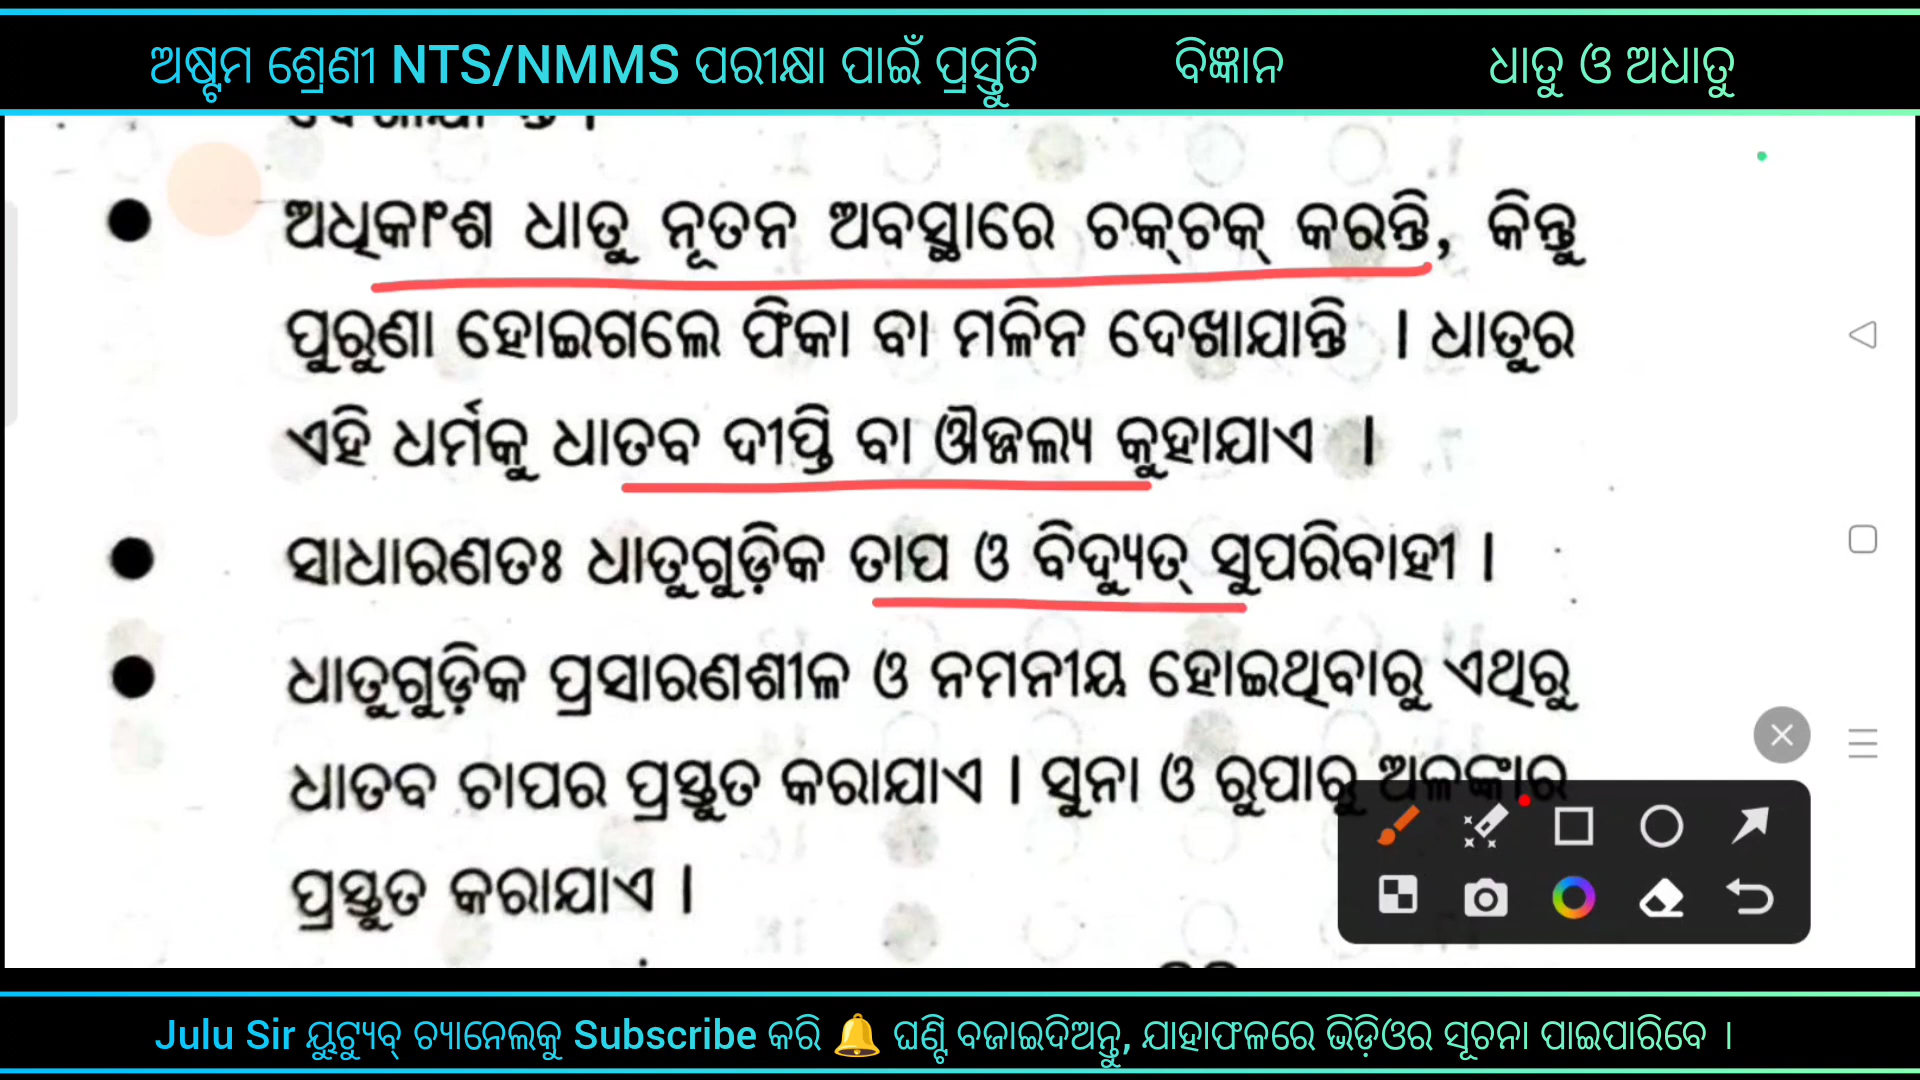 ଅଷ୍ଟମ ଶ୍ରେଣୀ NTS/NMMS ପରୀକ୍ଷା ପାଇଁ ପ୍ରସ୍ତୁତି ବିଜ୍ଞାନ ଧାତୁ ଓ ଅଧାତୁ
ଅଧିକାଂଶ ଧାତୁ ନୂତନ ଅବସ୍ଥାରେ ଚକ୍‌ଚକ୍ କରନ୍ତି, କିନ୍ତୁ
ପୁରୁଣା ହୋଇଗଲେ ଫିକା ବା ମଳିନ ଦେଖାଯାନ୍ତି । ଧାତୁର
ଏହି ଧର୍ମକୁ ଧାତବ ଦୀପ୍ତି ବା ଔଜଲ୍ୟ କୁହାଯାଏ ।
ସାଧାରଣତଃ ଧାତୁଗୁଡ଼ିକ ତାପ ଓ ବିଦ୍ୟୁତ୍ ସୁପରିବାହୀ ।
ଧାତୁଗୁଡ଼ିକ ପ୍ରସାରଣଶୀଳ ଓ ନମନୀୟ ହୋଇଥିବାରୁ ଏଥିରୁ
ଧାତବ ଚାପର ପ୍ରସ୍ତୁତ କରାଯାଏ । ସୁନା ଓ ରୁପାରୁ ଅଳଙ୍କାର
ପ୍ରସ୍ତୁତ କରାଯାଏ ।
Julu Sir ୟୁଟ୍ୟୁବ୍ ଚ୍ୟାନେଲକୁ Subscribe କରି 🔔 ଘଣ୍ଟି ବଜାଇଦିଅନ୍ତୁ, ଯାହାଫଳରେ ଭିଡ଼ିଓର ସୂଚନା ପାଇପାରିବେ ।